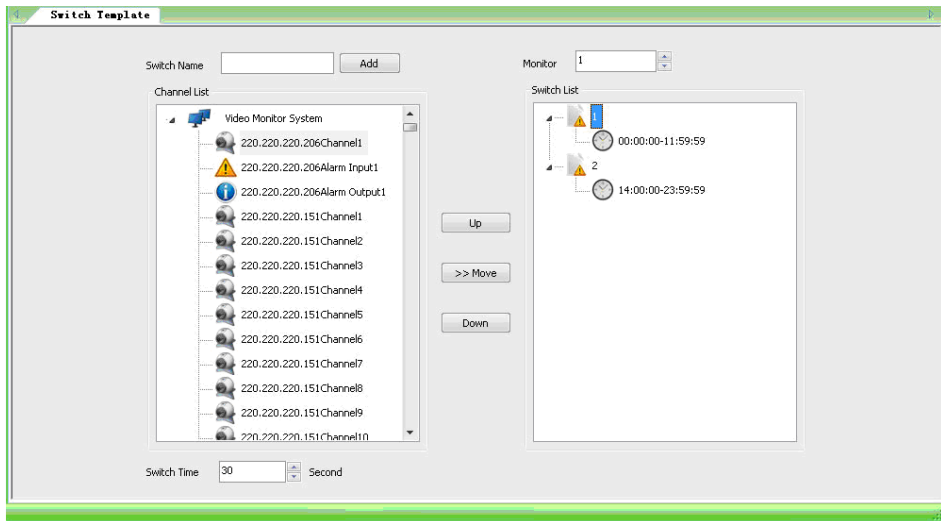 Switch Template
Switch Name Add Monitor 1
Channel List
Video Monitor System
220.220.220.206Channel1
220.220.220.206Alarm Input1
220.220.220.206Alarm Output1
220.220.220.151Channel1
220.220.220.151Channel2
220.220.220.151Channel3
220.220.220.151Channel4
220.220.220.151Channel5
220.220.220.151Channel6
220.220.220.151Channel7
220.220.220.151Channel8
220.220.220.151Channel9
220.220.220.151Channel10
Up
>> Move
Down
Switch List
1
00:00:00-11:59:59
2
14:00:00-23:59:59
Switch Time 30 Second